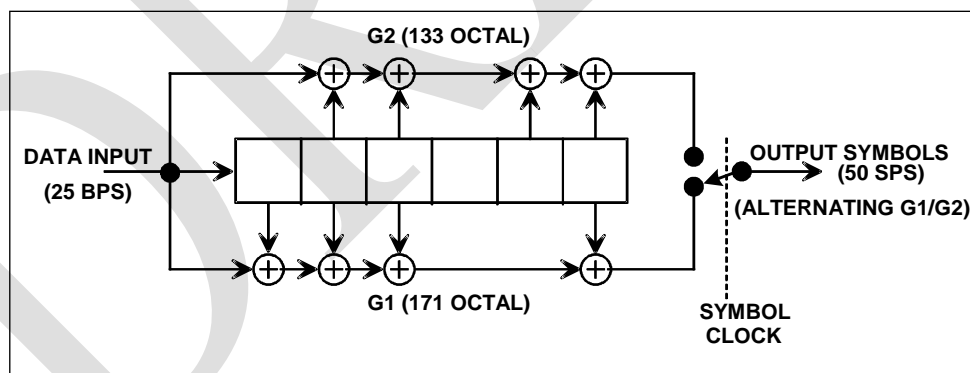 G2 (133 OCTAL)
DATA INPUT
(25 BPS)
OUTPUT SYMBOLS
(50 SPS)
(ALTERNATING G1/G2)
G1 (171 OCTAL)
SYMBOL
CLOCK